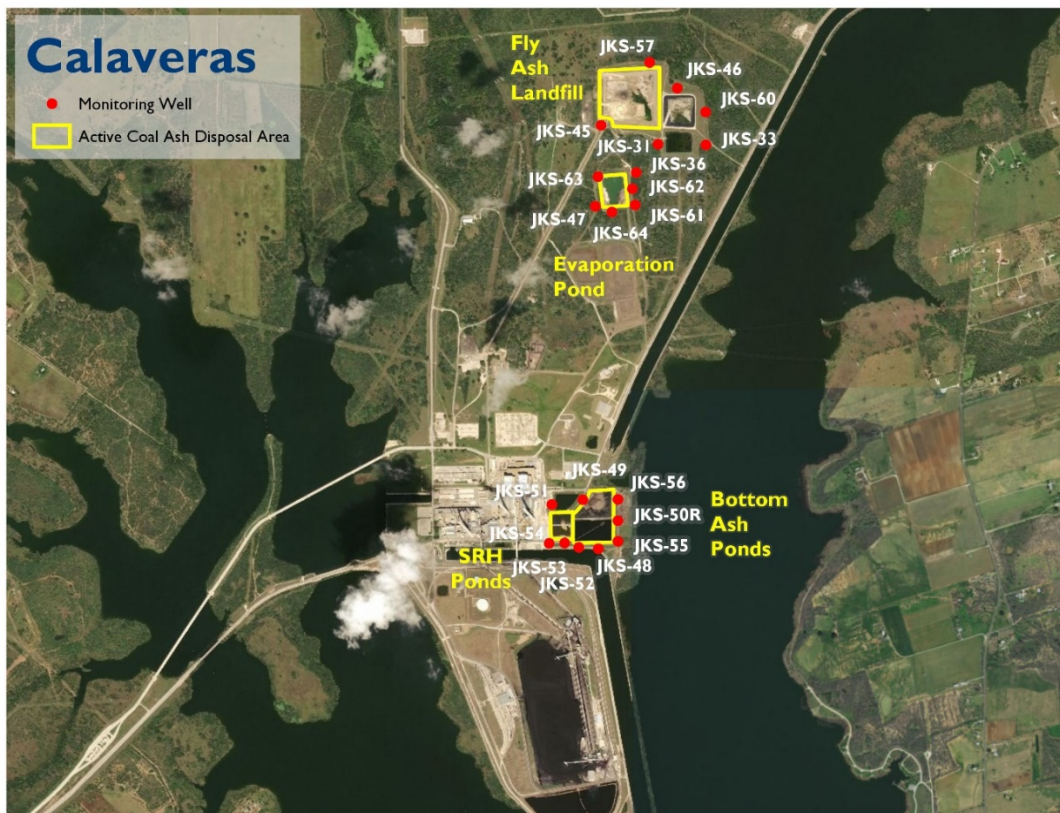 Calaveras
Monitoring Well
Active Coal Ash Disposal Area
Fly
Ash
Landfill
JKS-57
JKS-46
JKS-60
JKS-45
JKS-31
JKS-33
JKS-36
JKS-63
JKS-62
JKS-47
JKS-61
JKS-64
Evaporation
Pond
JKS-49
JKS-56
JKS-51
JKS-50R
Bottom
Ash
Ponds
JKS-54
JKS-55
SRH
Ponds
JKS-53
JKS-48
JKS-52